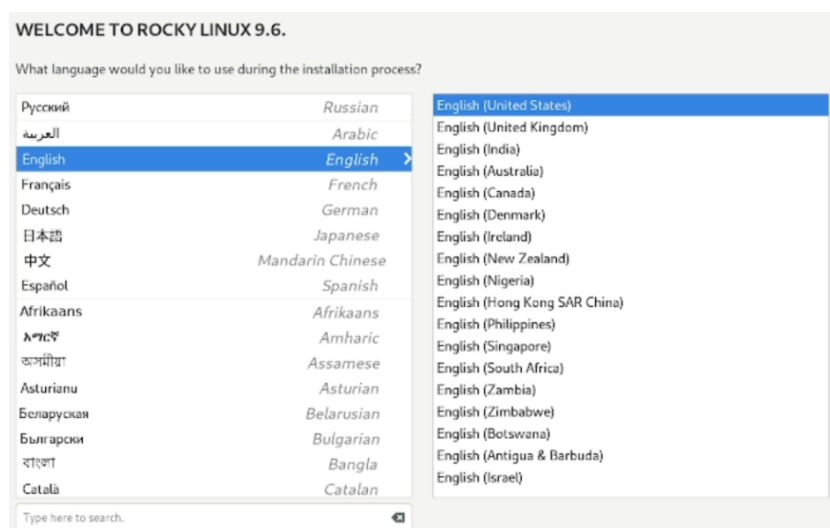 WELCOME TO ROCKY LINUX 9.6.
What language would you like to use during the installation process?
Русский Russian
العربية Arabic
English English
Français French
Deutsch German
日本語 Japanese
中文 Mandarin Chinese
Español Spanish
Afrikaans Afrikaans
አማርኛ Amharic
অসমীয়া Assamese
Asturianu Asturian
Беларуская Belarusian
Български Bulgarian
বাংলা Bangla
Català Catalan
Type here to search.
English (United States)
English (United Kingdom)
English (India)
English (Australia)
English (Canada)
English (Denmark)
English (Ireland)
English (New Zealand)
English (Nigeria)
English (Hong Kong SAR China)
English (Philippines)
English (Singapore)
English (South Africa)
English (Zambia)
English (Zimbabwe)
English (Botswana)
English (Antigua & Barbuda)
English (Israel)